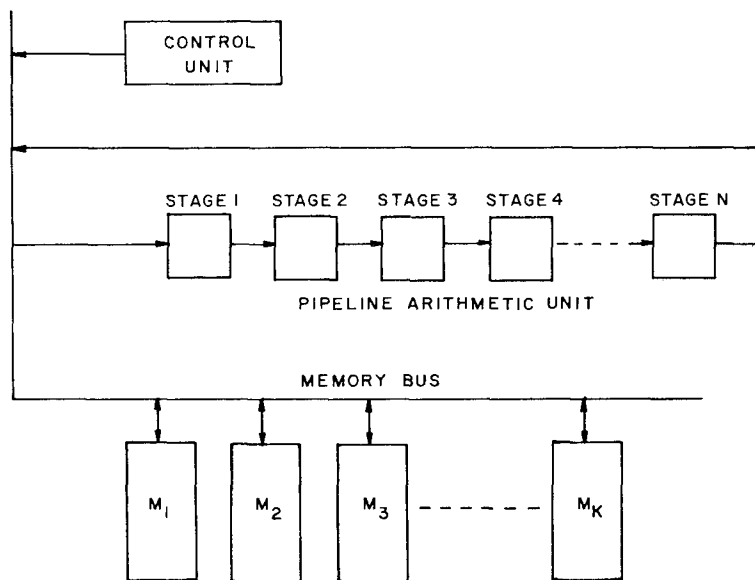 CONTROL
UNIT
STAGE 1 STAGE 2 STAGE 3 STAGE 4 STAGE N
PIPELINE ARITHMETIC UNIT
MEMORY BUS
M₁ M₂ M₃ M_K